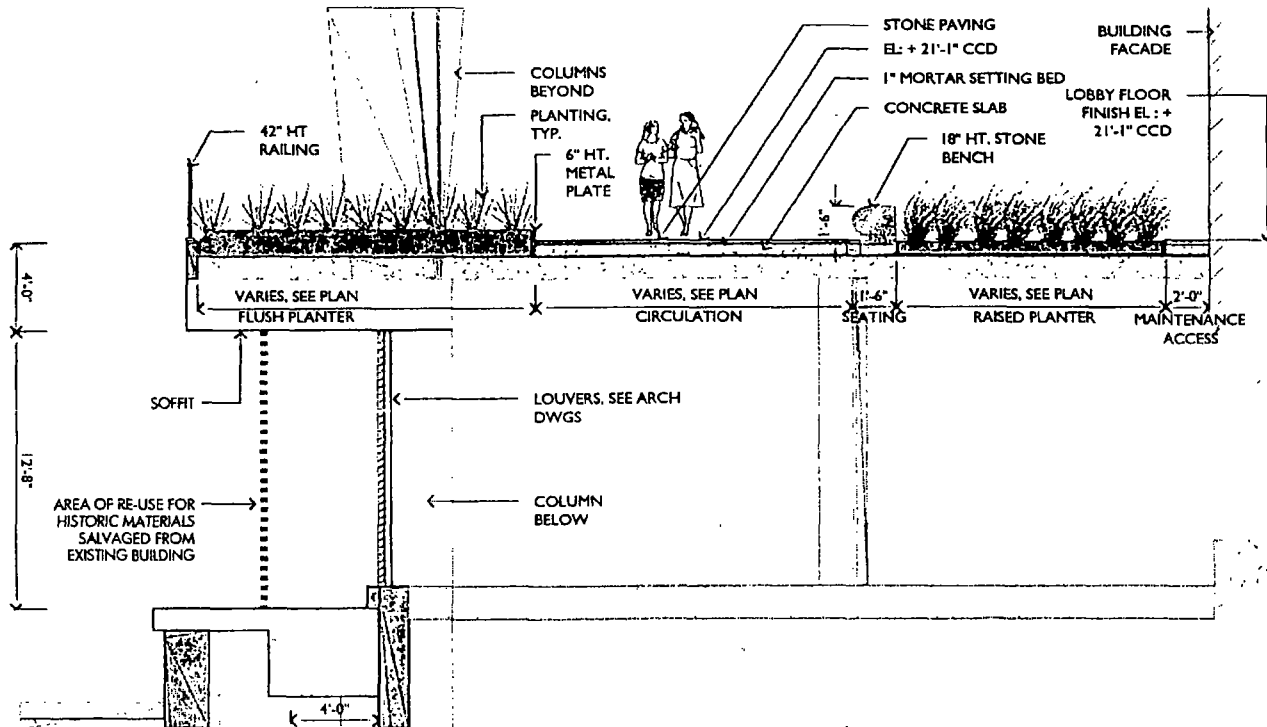 STONE PAVING
EL: + 21'-1" CCD
1" MORTAR SETTING BED
CONCRETE SLAB
BUILDING
FACADE
LOBBY FLOOR
FINISH EL : +
21'-1" CCD
COLUMNS
BEYOND
PLANTING,
TYP.
42" HT
RAILING
6" HT.
METAL
PLATE
18" HT. STONE
BENCH
1'-6"
4'-0"
VARIES, SEE PLAN
FLUSH PLANTER
VARIES, SEE PLAN
CIRCULATION
1'-6"
SEATING
VARIES, SEE PLAN
RAISED PLANTER
2'-0"
MAINTENANCE
ACCESS
SOFFIT
LOUVERS, SEE ARCH
DWGS
12'-8"
AREA OF RE-USE FOR
HISTORIC MATERIALS
SALVAGED FROM
EXISTING BUILDING
COLUMN
BELOW
4'-0"